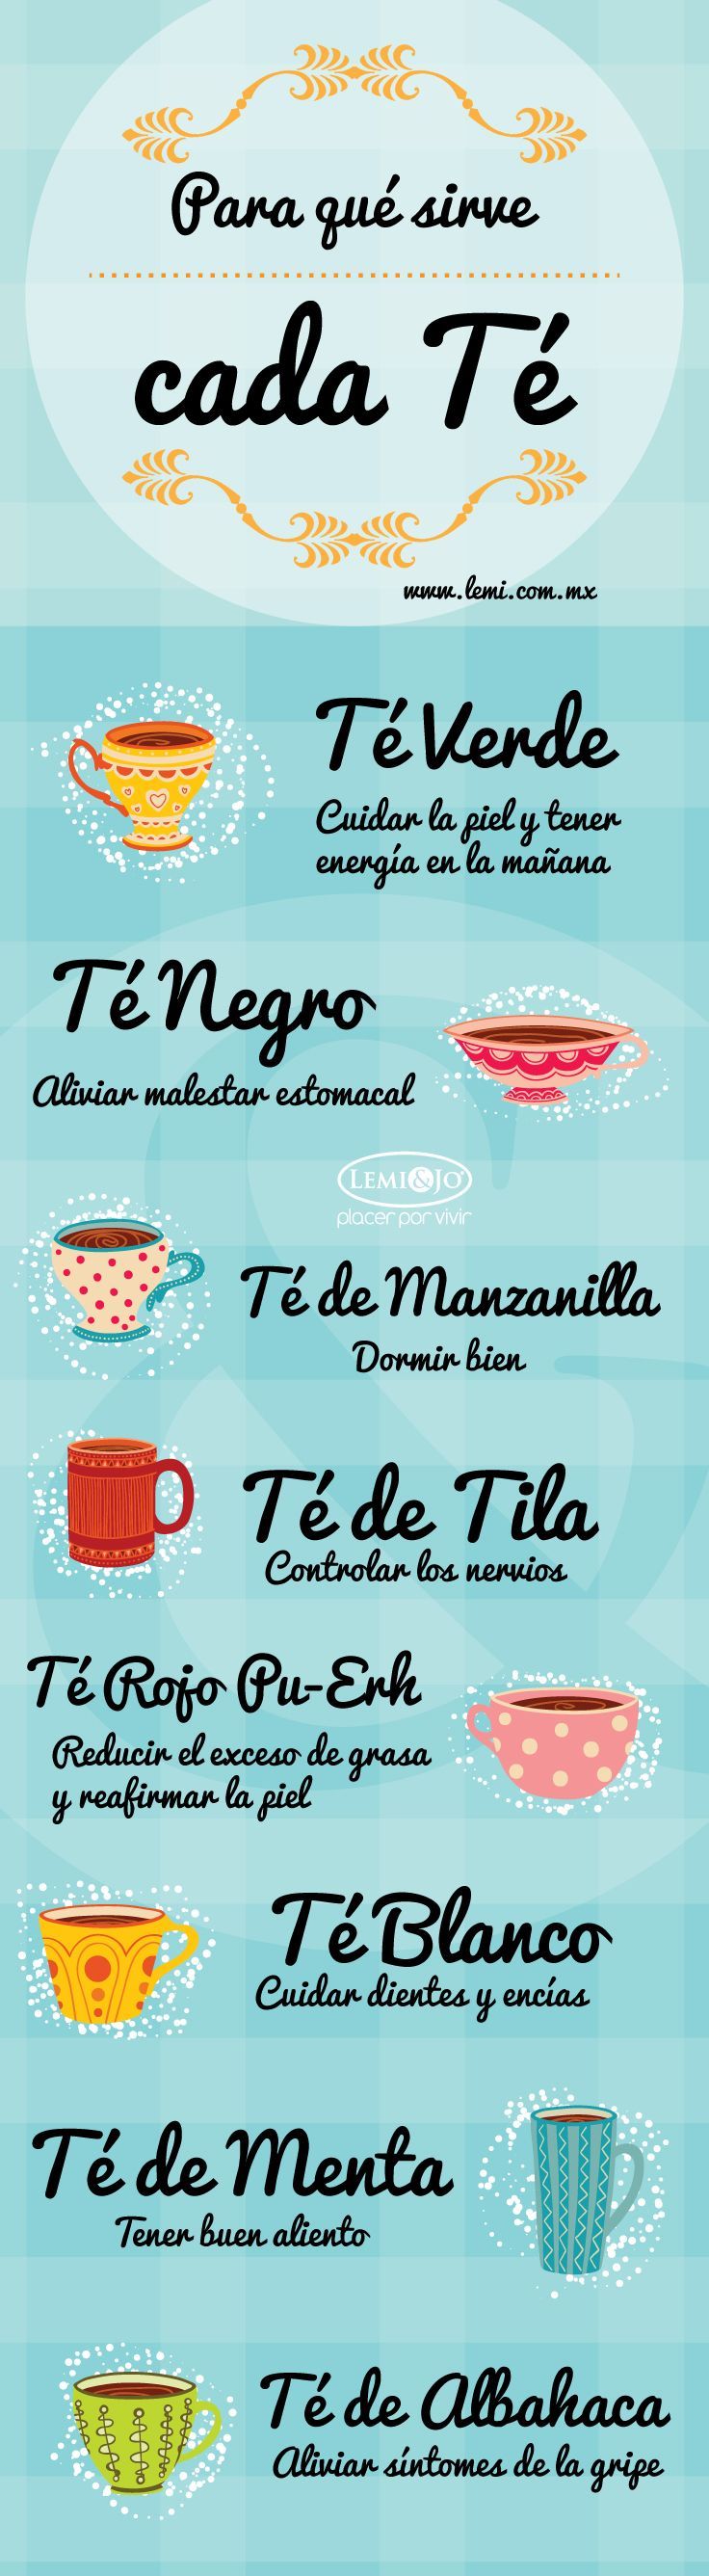 Para qué sirve
cada Té
www.lemi.com.mx
Té Verde
Cuidar la piel y tener
energía en la mañana
Té Negro
Aliviar malestar estomacal
LEMI&JO
placer por vivir
Té de Manzanilla
Dormir bien
Té de Tila
Controlar los nervios
Té Rojo Pu-Erh
Reducir el exceso de grasa
y reafirmar la piel
Té Blanco
Cuidar dientes y encías
Té de Menta
Tener buen aliento
Té de Albahaca
Aliviar síntomes de la gripe